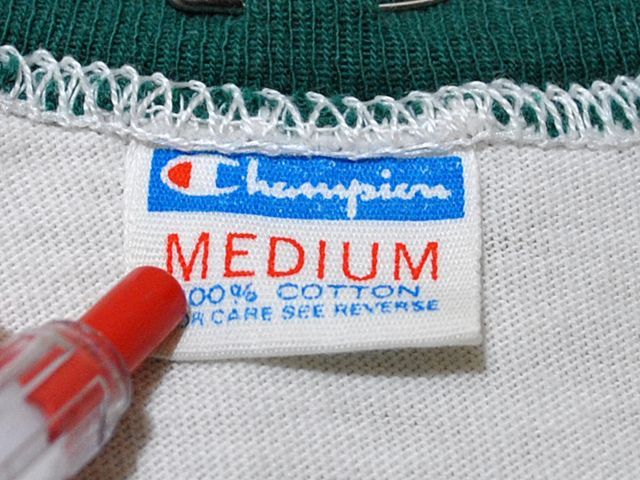 Champion
MEDIUM
00% COTTON
OR CARE SEE REVERSE